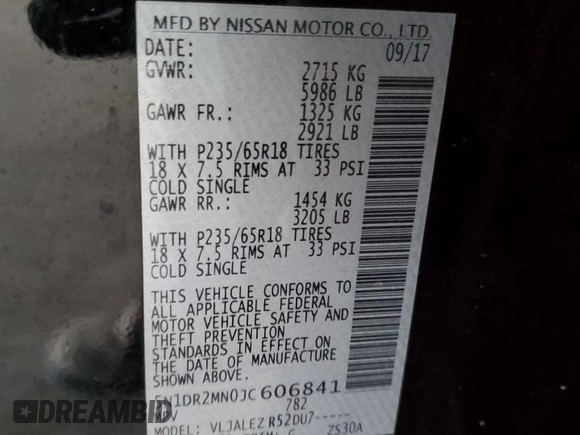 MFD BY NISSAN MOTOR CO., LTD.
DATE: 09/17
GVWR: 2715 KG
5986 LB
GAWR FR.: 1325 KG
2921 LB
WITH P235/65R18 TIRES
18 X 7.5 RIMS AT 33 PSI
COLD SINGLE
GAWR RR.: 1454 KG
3205 LB
WITH P235/65R18 TIRES
18 X 7.5 RIMS AT 33 PSI
COLD SINGLE
THIS VEHICLE CONFORMS TO
ALL APPLICABLE FEDERAL
MOTOR VEHICLE SAFETY AND
THEFT PREVENTION
STANDARDS IN EFFECT ON
THE DATE OF MANUFACTURE
SHOWN ABOVE.
5N1DR2MN0JC606841
782
MODEL: VLJALEZ R52DU7-----
ZS30A
DREAMBID